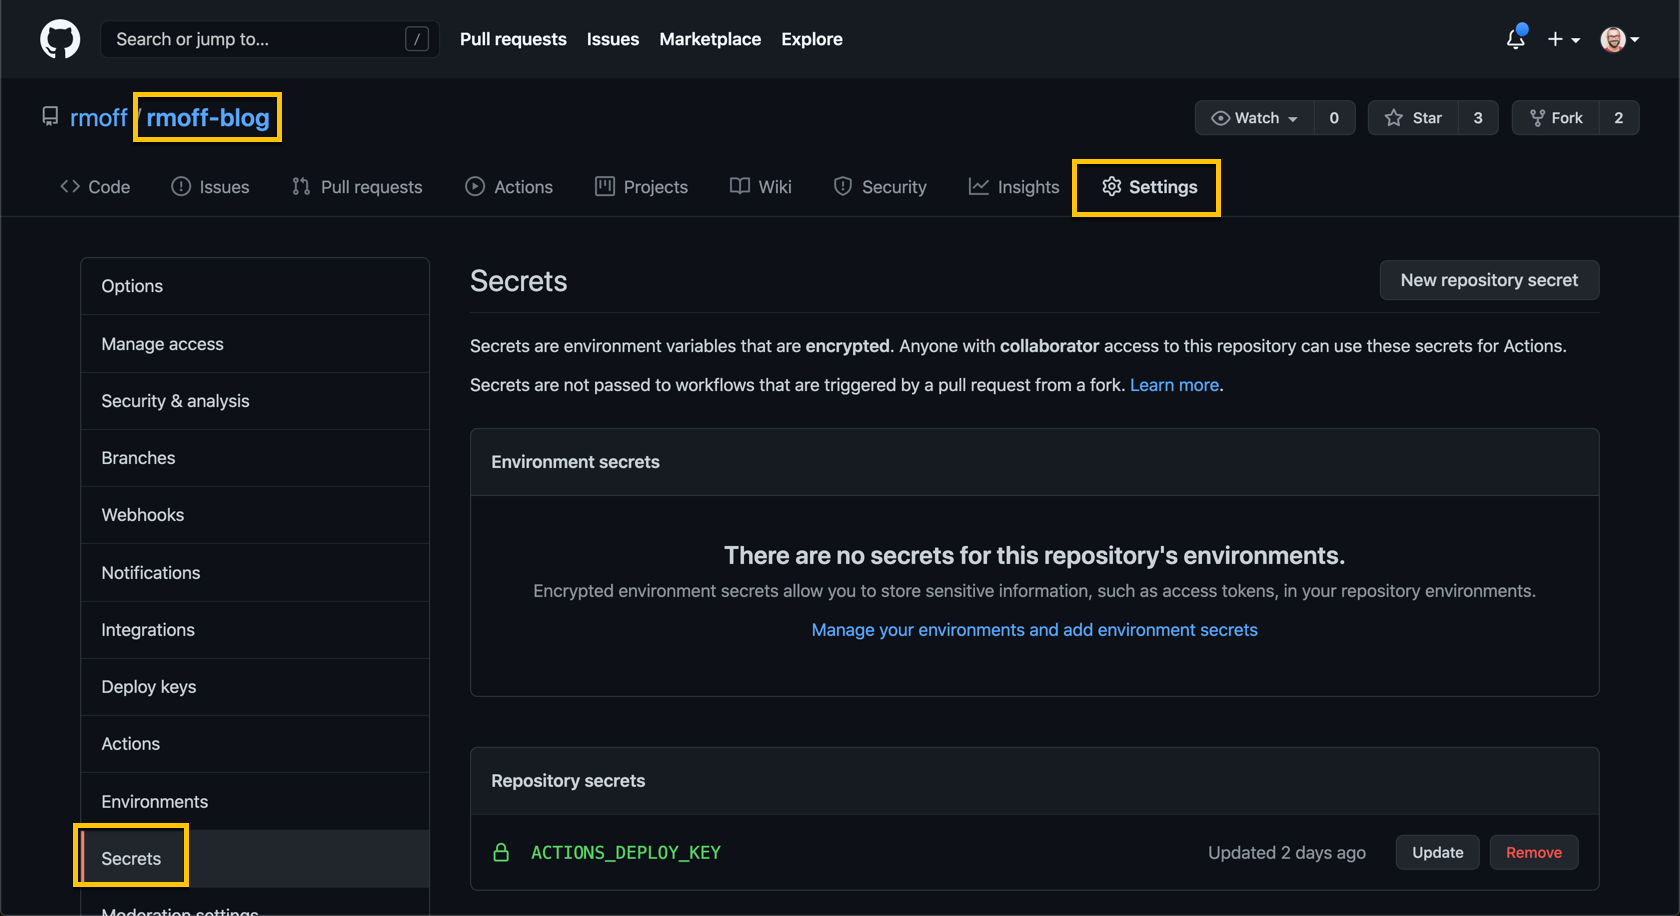 Search or jump to... /
Pull requests Issues Marketplace Explore
rmoff / rmoff-blog
Watch 0 Star 3 Fork 2
Code Issues Pull requests Actions Projects Wiki Security Insights Settings
Options
Manage access
Security & analysis
Branches
Webhooks
Notifications
Integrations
Deploy keys
Actions
Environments
Secrets
Moderation settings
Secrets
New repository secret
Secrets are environment variables that are encrypted. Anyone with collaborator access to this repository can use these secrets for Actions.
Secrets are not passed to workflows that are triggered by a pull request from a fork. Learn more.
Environment secrets
There are no secrets for this repository's environments.
Encrypted environment secrets allow you to store sensitive information, such as access tokens, in your repository environments.
Manage your environments and add environment secrets
Repository secrets
ACTIONS_DEPLOY_KEY Updated 2 days ago Update Remove